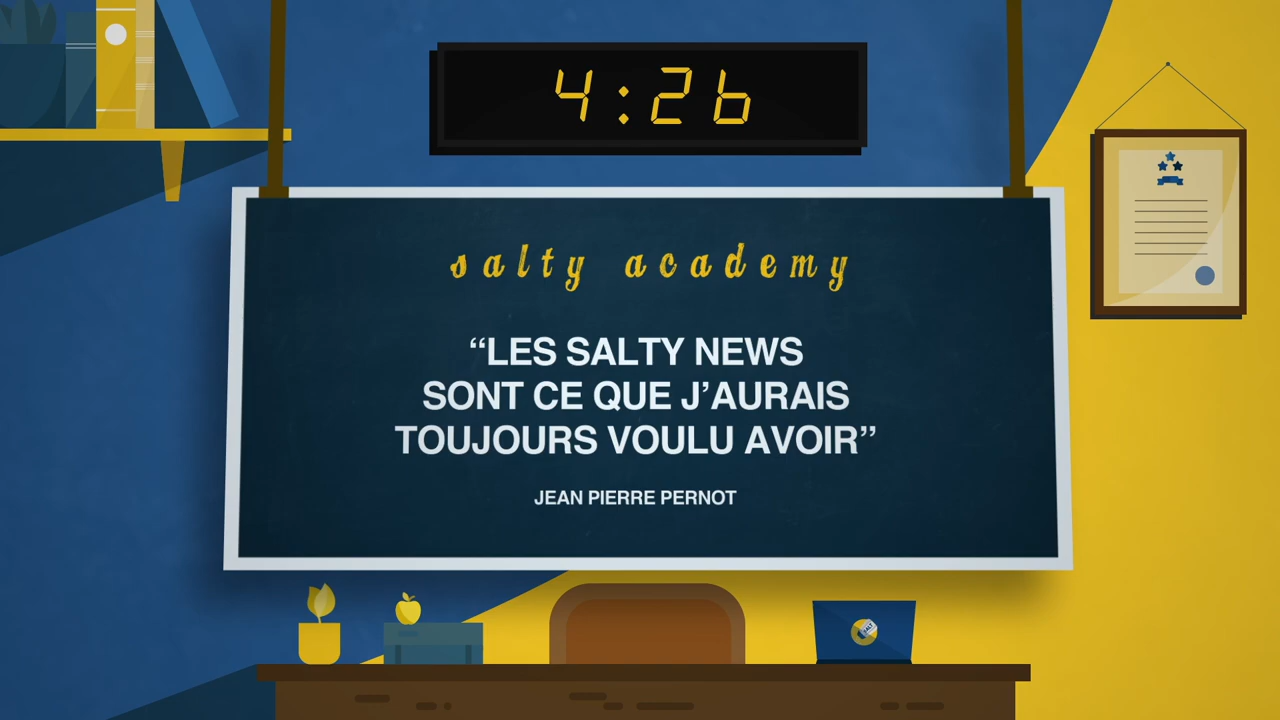 4:26
salty academy
“LES SALTY NEWS
SONT CE QUE J’AURAIS
TOUJOURS VOULU AVOIR”
JEAN PIERRE PERNOT